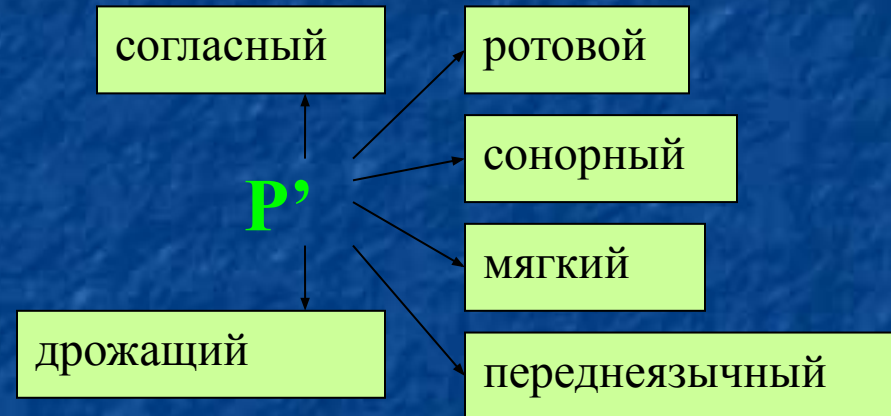 согласный
ротовой
сонорный
Р’
мягкий
дрожащий
переднеязычный